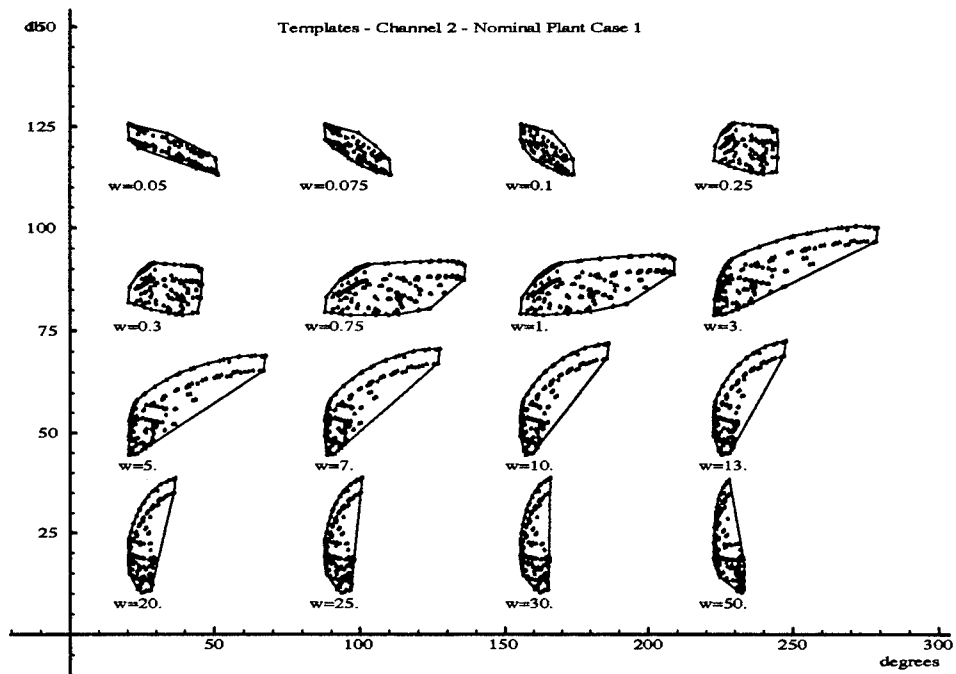 db
150
Templates - Channel 2 - Nominal Plant Case 1
125
w=0.05
w=0.075
w=0.1
w=0.25
100
w=0.3
w=0.75
w=1.
w=3.
75
50
w=5.
w=7.
w=10.
w=13.
25
w=20.
w=25.
w=30.
w=50.
50
100
150
200
250
300
degrees